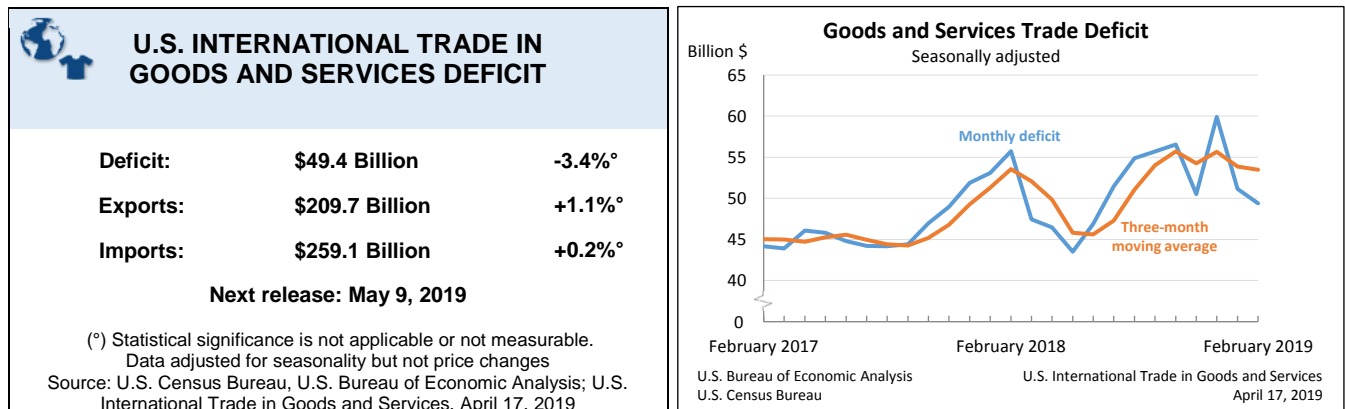 U.S. INTERNATIONAL TRADE IN
GOODS AND SERVICES DEFICIT
Deficit: $49.4 Billion -3.4%°
Exports: $209.7 Billion +1.1%°
Imports: $259.1 Billion +0.2%°
Next release: May 9, 2019
(°) Statistical significance is not applicable or not measurable.
Data adjusted for seasonality but not price changes
Source: U.S. Census Bureau, U.S. Bureau of Economic Analysis; U.S.
International Trade in Goods and Services, April 17, 2019
Goods and Services Trade Deficit
Billion $
Seasonally adjusted
65
60
55
50
45
40
0
Monthly deficit
Three-month
moving average
February 2017 February 2018 February 2019
U.S. Bureau of Economic Analysis U.S. International Trade in Goods and Services
U.S. Census Bureau April 17, 2019